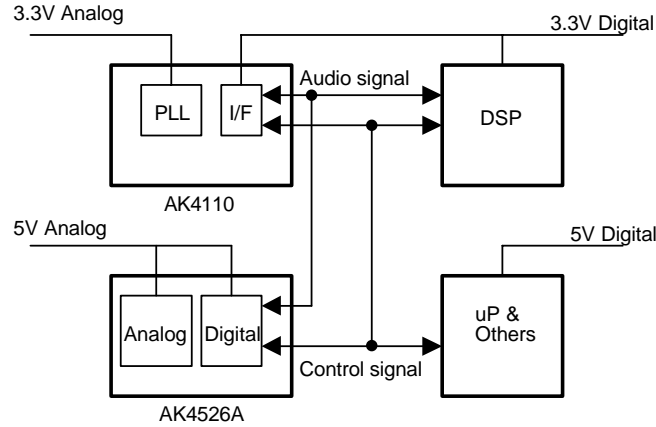 3.3V Analog
3.3V Digital
Audio signal
PLL
I/F
DSP
AK4110
5V Analog
5V Digital
Analog
Digital
uP &
Others
Control signal
AK4526A